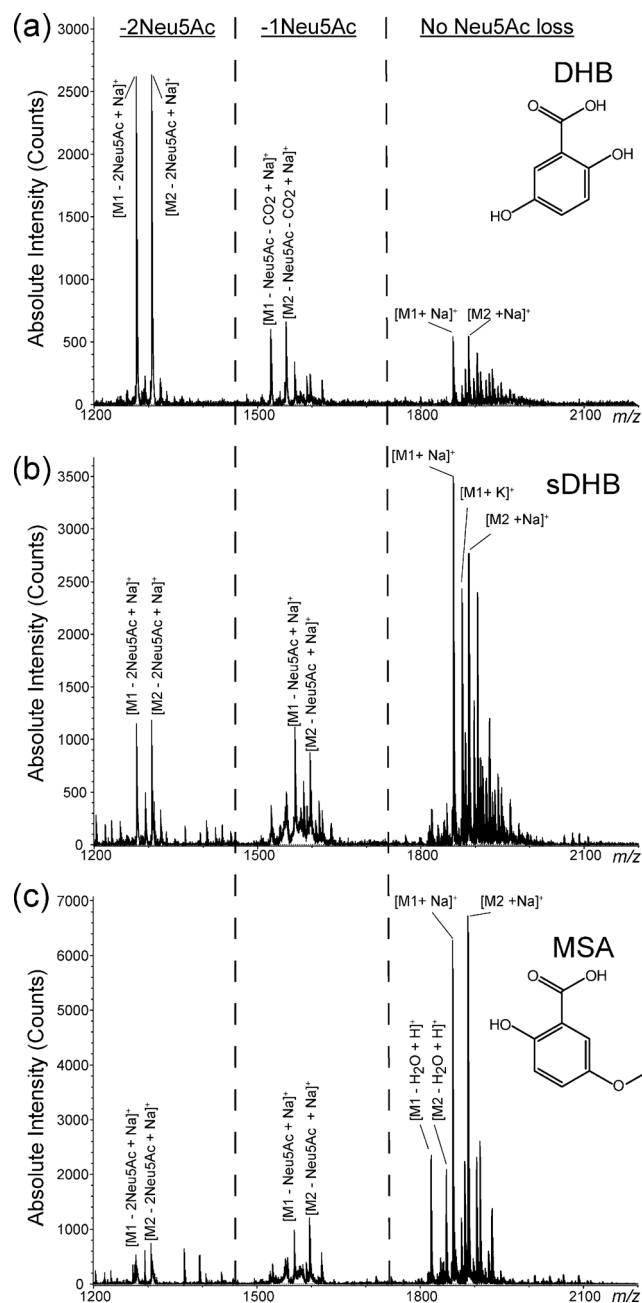 (a)
-2Neu5Ac
-1Neu5Ac
No Neu5Ac loss
DHB
O
OH
OH
HO
Absolute Intensity (Counts)
3000
2500
2000
1500
1000
500
0
[M1 - 2Neu5Ac + Na]+
[M2 - 2Neu5Ac + Na]+
[M1 - Neu5Ac - CO2 + Na]+
[M2 - Neu5Ac - CO2 + Na]+
[M1+ Na]+
[M2 +Na]+
1200
1500
1800
2100
m/z
(b)
sDHB
Absolute Intensity (Counts)
3500
3000
2500
2000
1500
1000
500
0
[M1 - 2Neu5Ac + Na]+
[M2 - 2Neu5Ac + Na]+
[M1 - Neu5Ac + Na]+
[M2 - Neu5Ac + Na]+
[M1+ Na]+
[M1+ K]+
[M2 +Na]+
1200
1500
1800
2100
m/z
(c)
MSA
O
OH
HO
O
Absolute Intensity (Counts)
7000
6000
5000
4000
3000
2000
1000
0
[M1 - 2Neu5Ac + Na]+
[M2 - 2Neu5Ac + Na]+
[M1 - Neu5Ac + Na]+
[M2 - Neu5Ac + Na]+
[M1 - H2O + H]+
[M2 - H2O + H]+
[M1+ Na]+
[M2 +Na]+
1200
1500
1800
2100
m/z